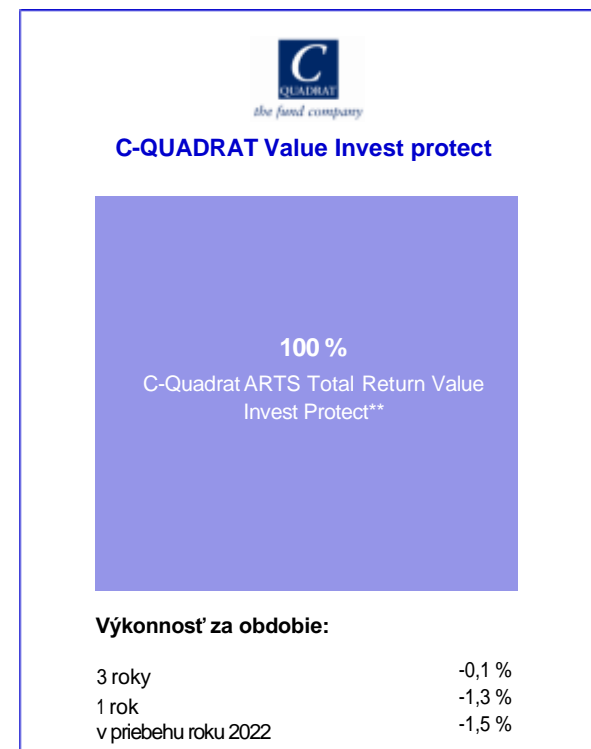 C
QUADRAT
the fund company
C-QUADRAT Value Invest protect
100 %
C-Quadrat ARTS Total Return Value
Invest Protect**
Výkonnosť za obdobie:
3 roky -0,1 %
1 rok -1,3 %
v priebehu roku 2022 -1,5 %